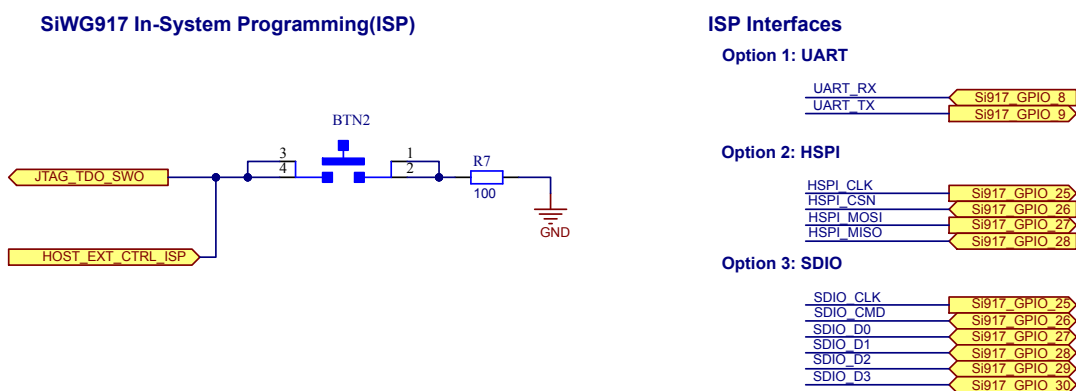 SiWG917 In-System Programming(ISP)
BTN2
3
4
1
2
R7
100
JTAG_TDO_SWO
HOST_EXT_CTRL_ISP
GND
ISP Interfaces
Option 1: UART
UART_RX Si917_GPIO_8
UART_TX Si917_GPIO_9
Option 2: HSPI
HSPI_CLK Si917_GPIO_25
HSPI_CSN Si917_GPIO_26
HSPI_MOSI Si917_GPIO_27
HSPI_MISO Si917_GPIO_28
Option 3: SDIO
SDIO_CLK Si917_GPIO_25
SDIO_CMD Si917_GPIO_26
SDIO_D0 Si917_GPIO_27
SDIO_D1 Si917_GPIO_28
SDIO_D2 Si917_GPIO_29
SDIO_D3 Si917_GPIO_30